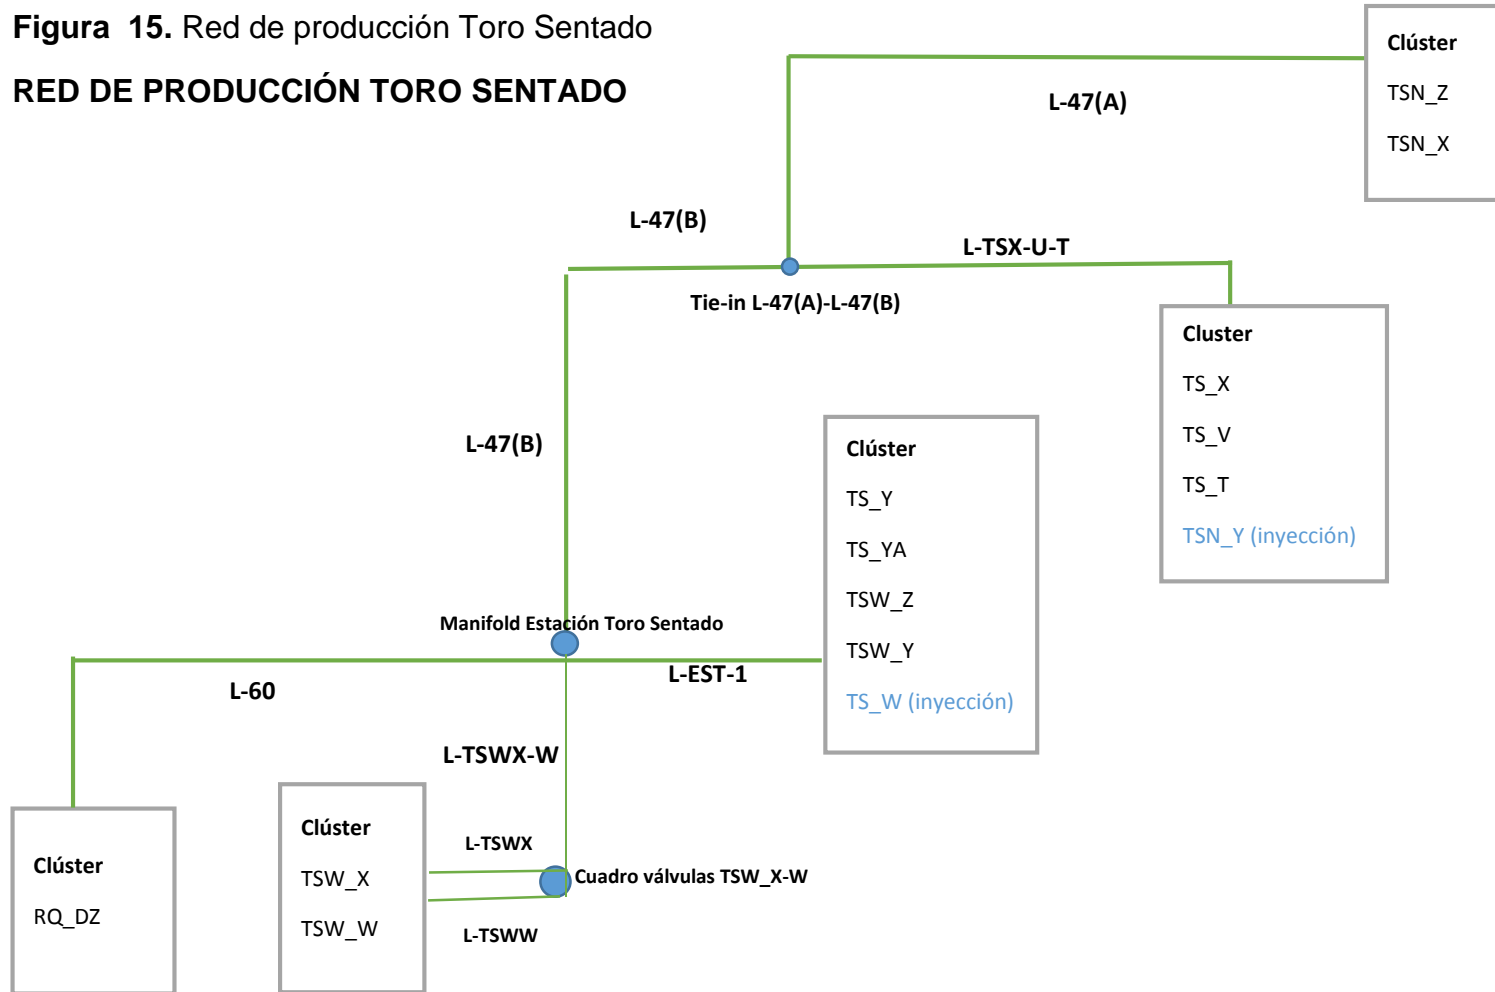 Figura 15. Red de producción Toro Sentado
RED DE PRODUCCIÓN TORO SENTADO
Clúster
TSN_Z
TSN_X
L-47(A)
L-47(B)
L-TSX-U-T
Tie-in L-47(A)-L-47(B)
Cluster
TS_X
TS_V
TS_T
TSN_Y (inyección)
L-47(B)
Clúster
TS_Y
TS_YA
TSW_Z
TSW_Y
TS_W (inyección)
Manifold Estación Toro Sentado
L-EST-1
L-60
L-TSWX-W
Clúster
RQ_DZ
Clúster
TSW_X
TSW_W
L-TSWX
Cuadro válvulas TSW_X-W
L-TSWW